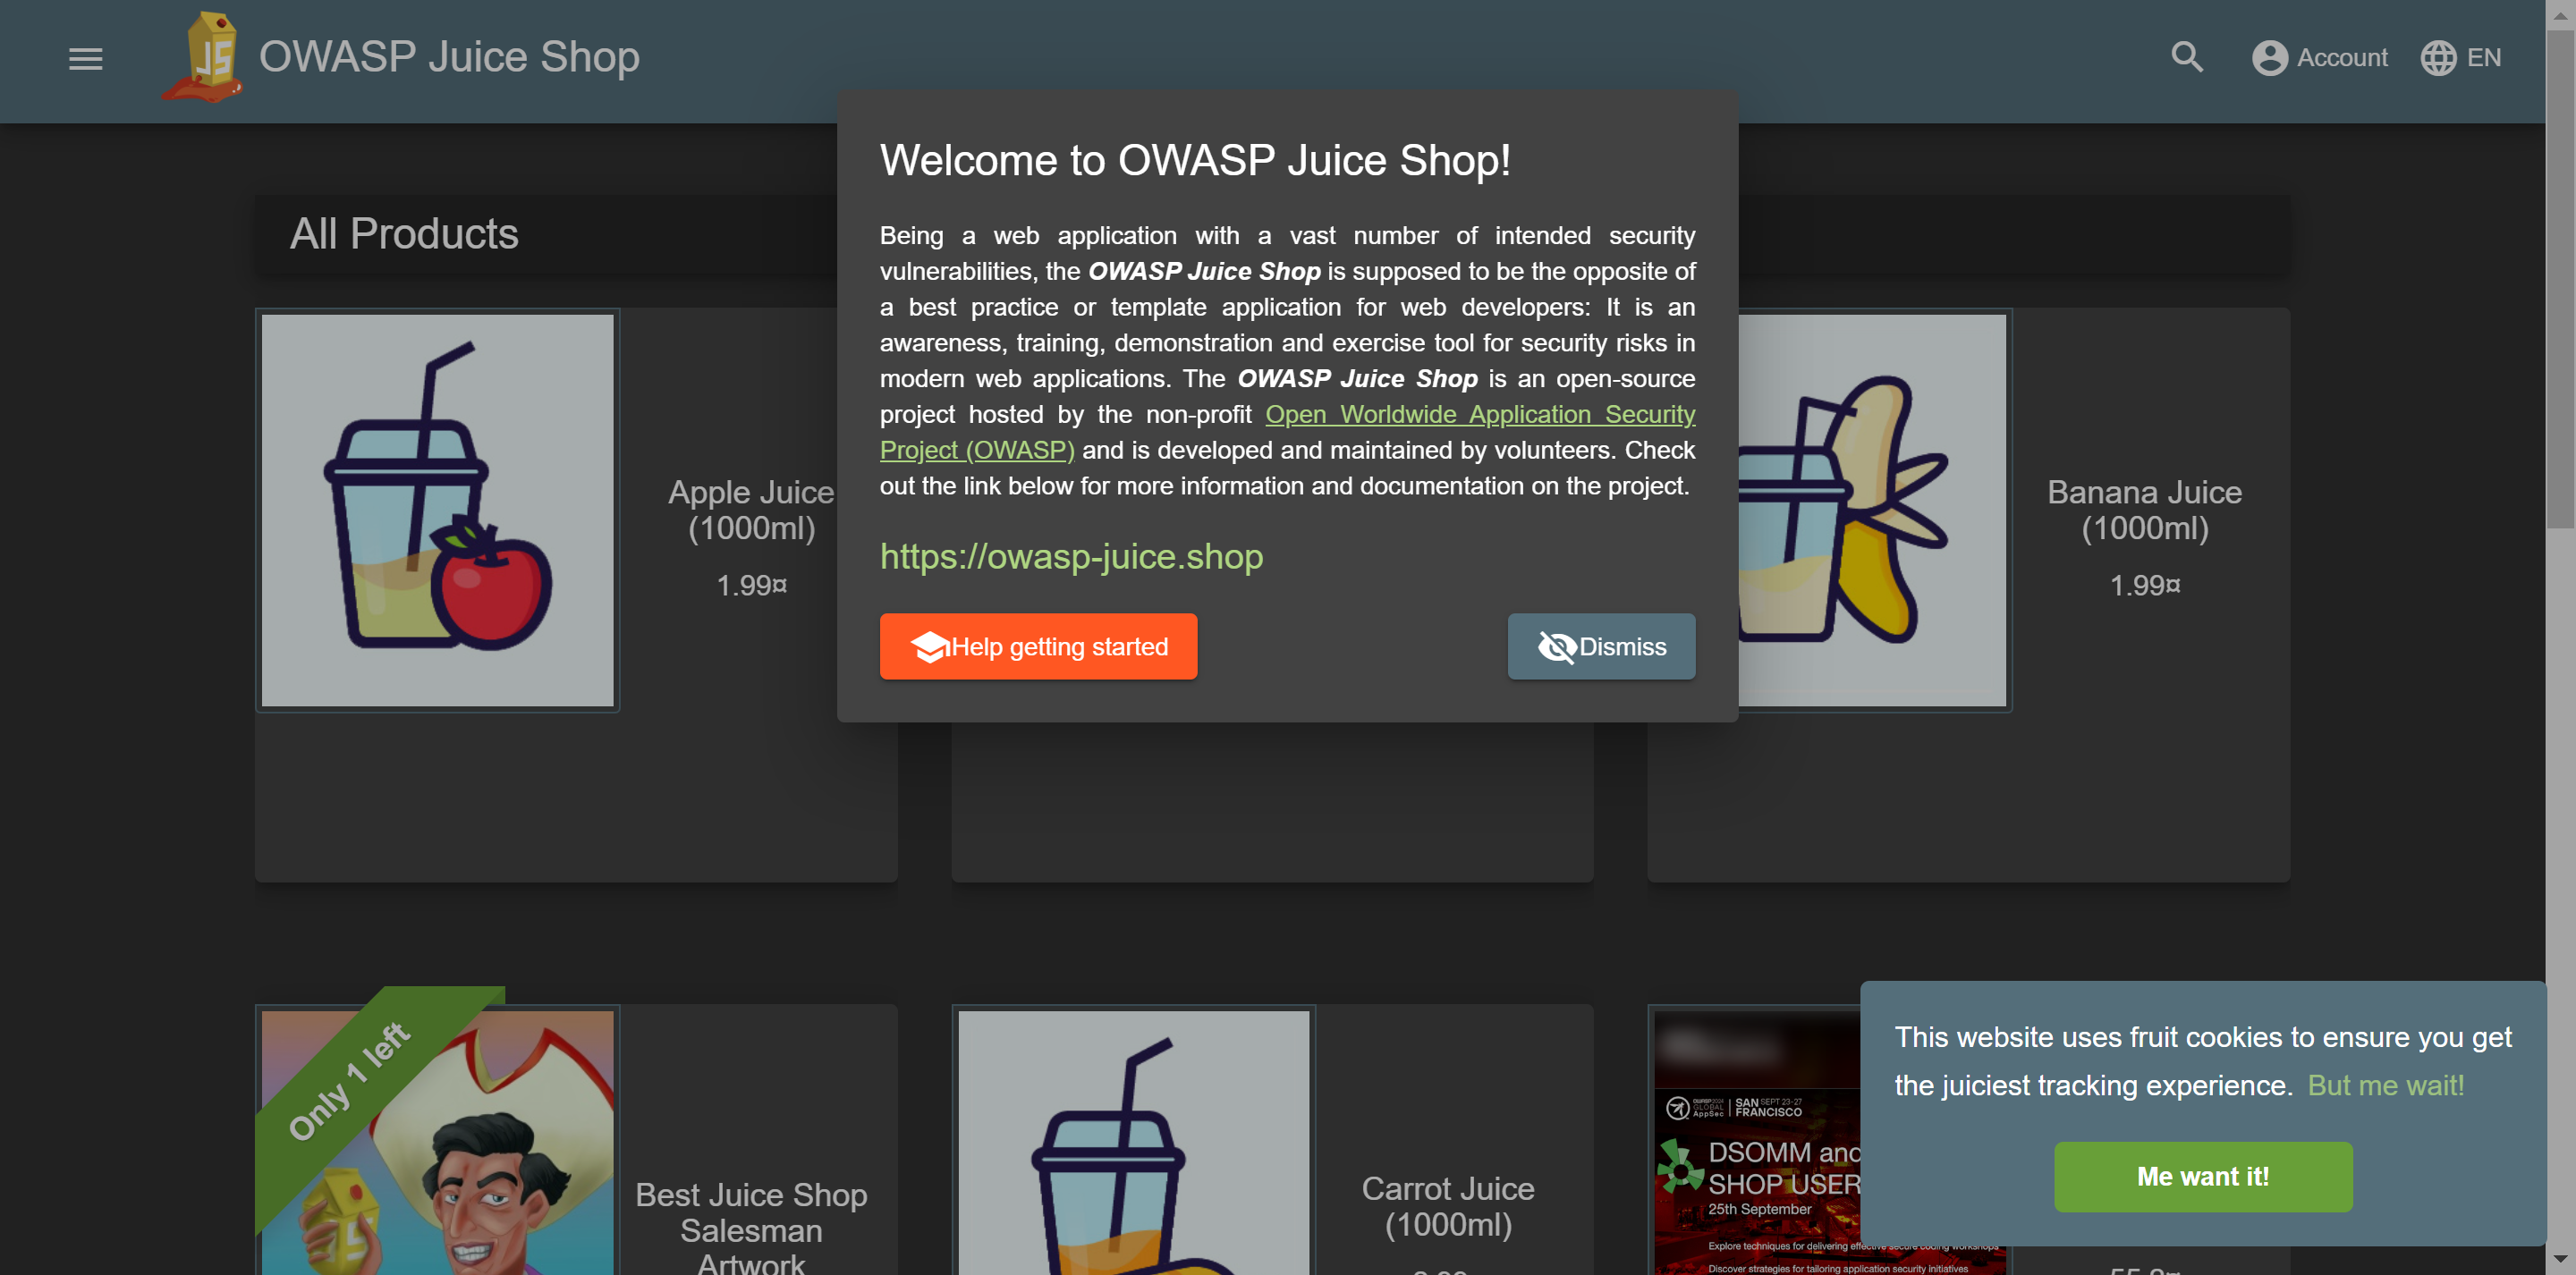 OWASP Juice Shop
Account
EN
Welcome to OWASP Juice Shop!
Being a web application with a vast number of intended security
vulnerabilities, the OWASP Juice Shop is supposed to be the opposite of
a best practice or template application for web developers: It is an
awareness, training, demonstration and exercise tool for security risks in
modern web applications. The OWASP Juice Shop is an open-source
project hosted by the non-profit Open Worldwide Application Security
Project (OWASP) and is developed and maintained by volunteers. Check
out the link below for more information and documentation on the project.
https://owasp-juice.shop
Help getting started
Dismiss
All Products
Apple Juice
(1000ml)
1.99¤
Banana Juice
(1000ml)
1.99¤
Only 1 left
Best Juice Shop
Salesman
Artwork
Carrot Juice
(1000ml)
JS
OWASP 2024
GLOBAL
AppSec
SAN SEPT 23-27
FRANCISCO
DSOMM and
SHOP USER
25th September
Explore techniques for delivering effective secure coding workshops
Discover strategies for tailoring application security initiatives
This website uses fruit cookies to ensure you get
the juiciest tracking experience. But me wait!
Me want it!